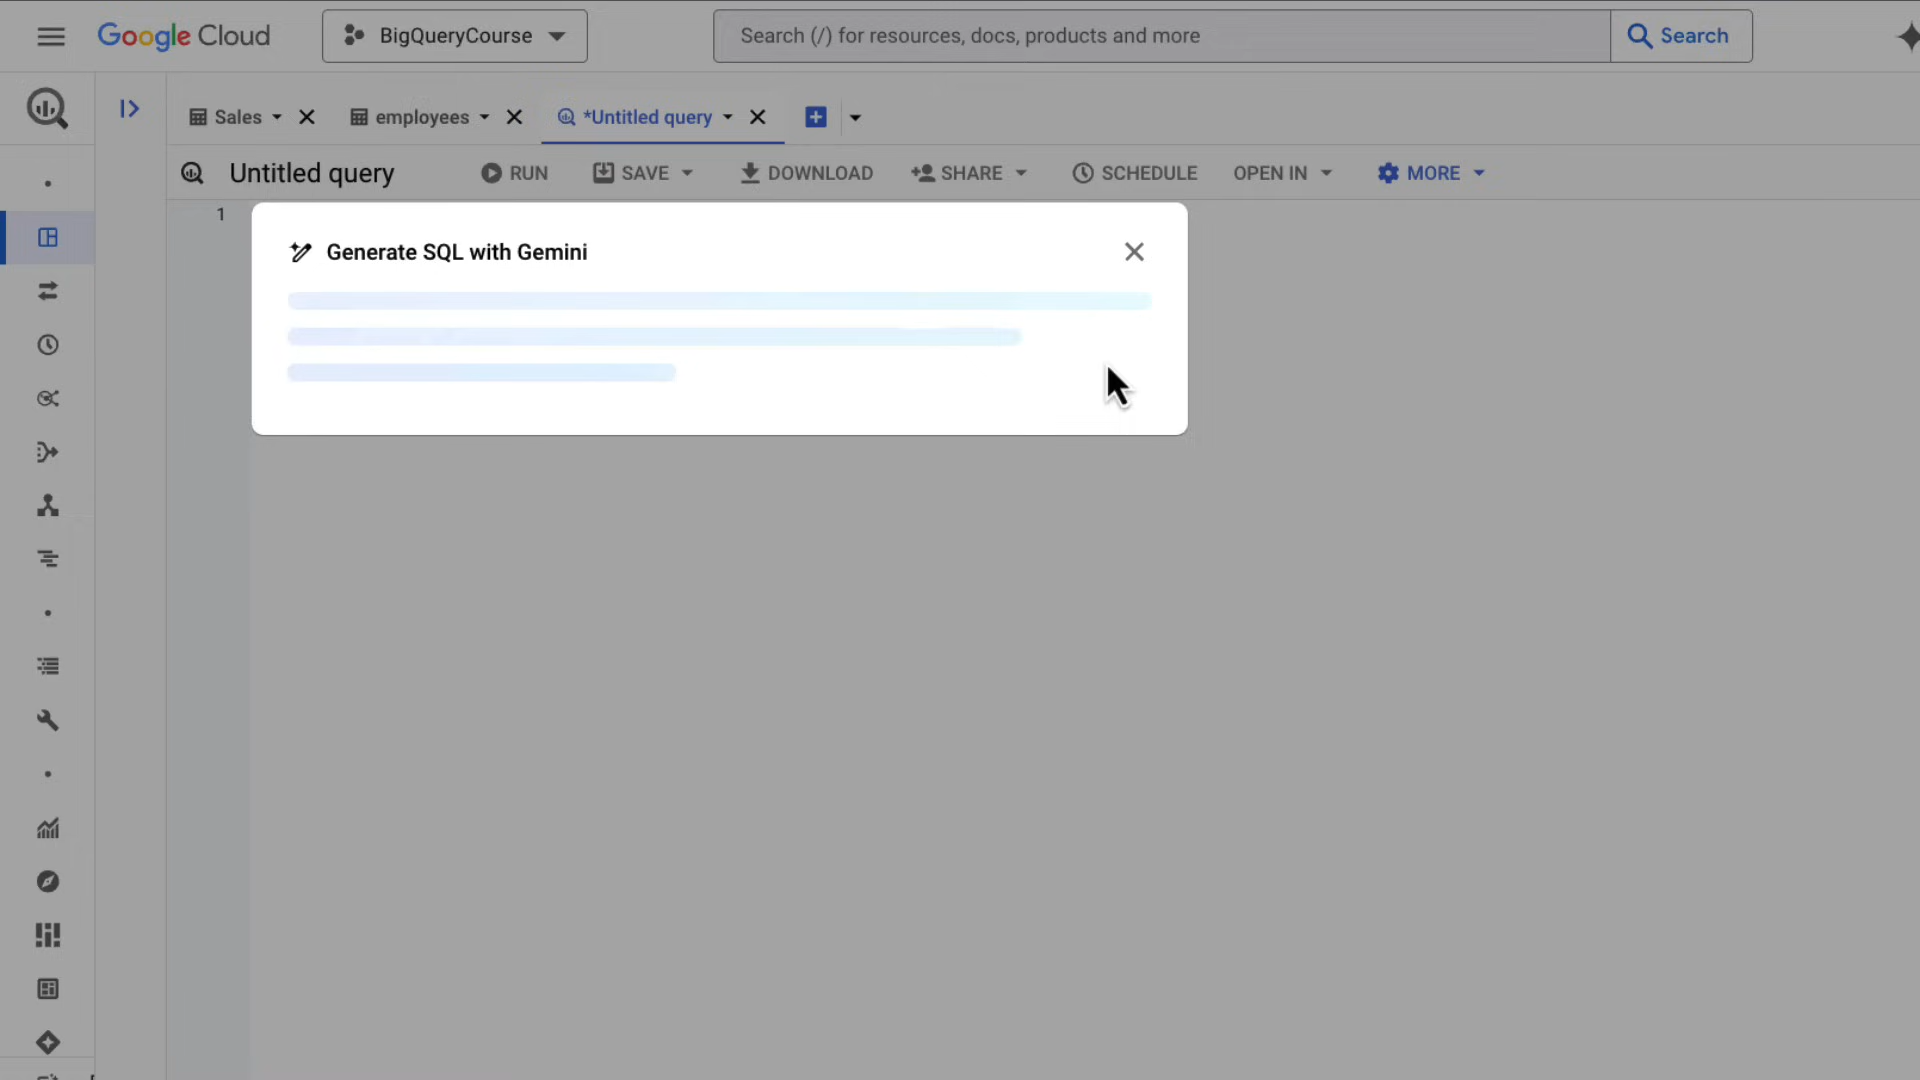 Google Cloud
BigQueryCourse
Search (/) for resources, docs, products and more
Search
Sales
employees
*Untitled query
Untitled query
RUN
SAVE
DOWNLOAD
SHARE
SCHEDULE
OPEN IN
MORE
1
Generate SQL with Gemini